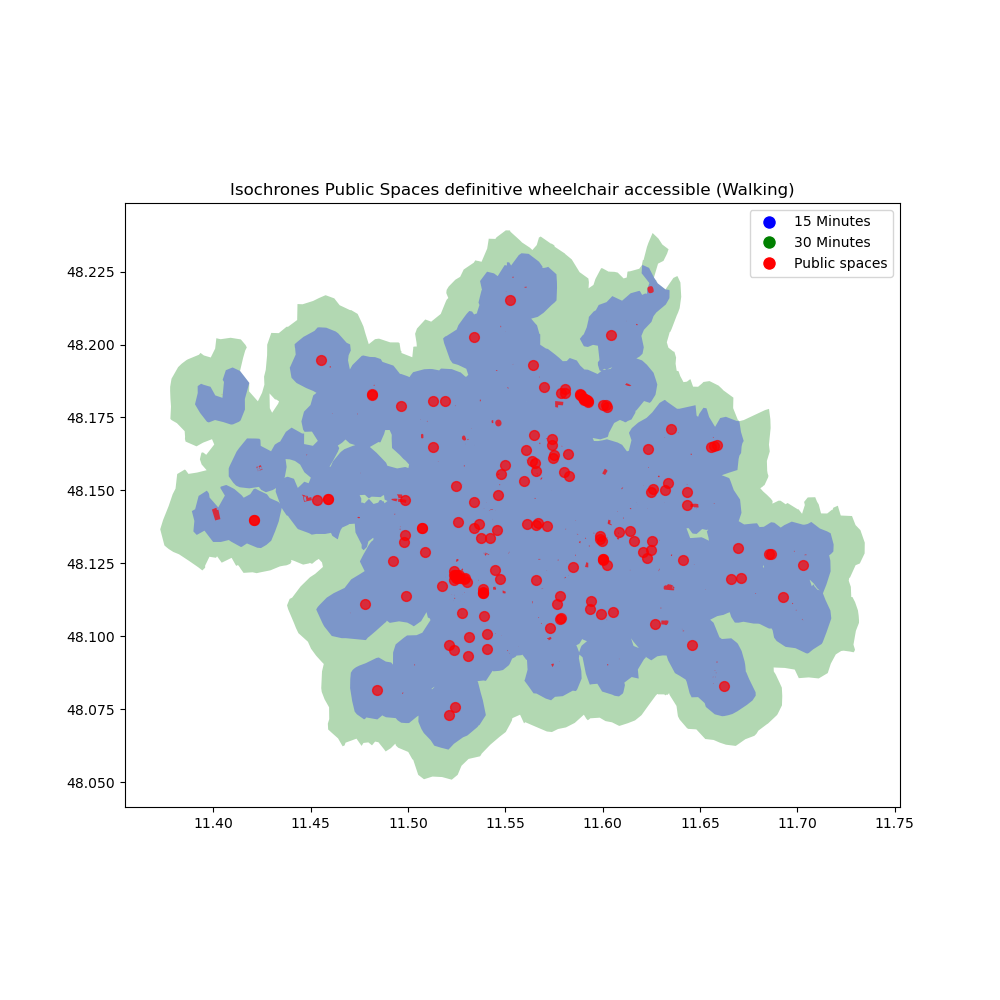 Isochrones Public Spaces definitive wheelchair accessible (Walking)
15 Minutes
30 Minutes
Public spaces
48.225
48.200
48.175
48.150
48.125
48.100
48.075
48.050
11.40 11.45 11.50 11.55 11.60 11.65 11.70 11.75